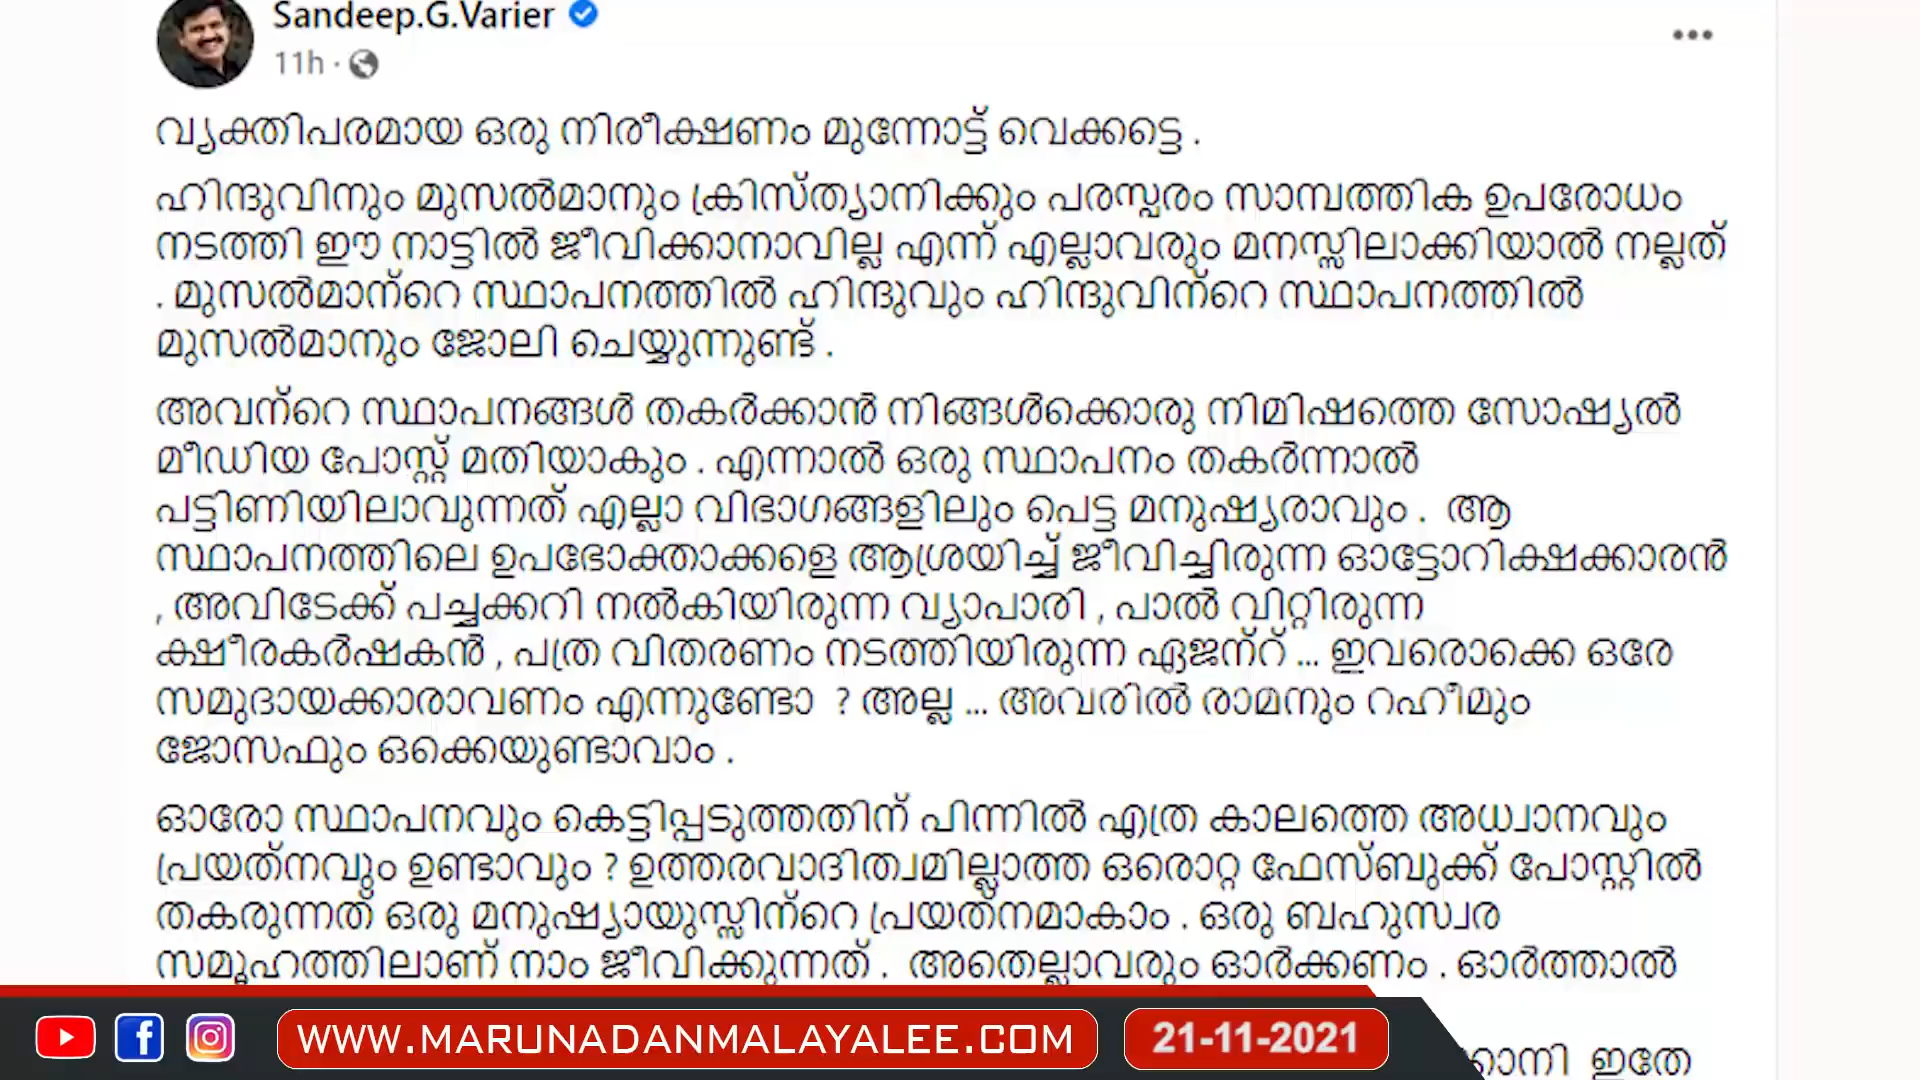 Sandeep.G.Varier
11h ·
വ്യക്തിപരമായ ഒരു നിരീക്ഷണം മുന്നോട്ട് വെക്കട്ടെ .
ഹിന്ദുവിനും മുസൽമാനും ക്രിസ്ത്യാനിക്കും പരസ്പരം സാമ്പത്തിക ഉപരോധം
നടത്തി ഈ നാട്ടിൽ ജീവിക്കാനാവില്ല എന്ന് എല്ലാവരും മനസ്സിലാക്കിയാൽ നല്ലത്
. മുസൽമാന്റെ സ്ഥാപനത്തിൽ ഹിന്ദുവും ഹിന്ദുവിന്റെ സ്ഥാപനത്തിൽ
മുസൽമാനും ജോലി ചെയ്യുന്നുണ്ട് .
അവന്റെ സ്ഥാപനങ്ങൾ തകർക്കാൻ നിങ്ങൾക്കൊരു നിമിഷത്തെ സോഷ്യൽ
മീഡിയ പോസ്റ്റ് മതിയാകും . എന്നാൽ ഒരു സ്ഥാപനം തകർന്നാൽ
പട്ടിണിയിലാവുന്നത് എല്ലാ വിഭാഗങ്ങളിലും പെട്ട മനുഷ്യരാവും . ആ
സ്ഥാപനത്തിലെ ഉപഭോക്താക്കളെ ആശ്രയിച്ച് ജീവിച്ചിരുന്ന ഓട്ടോറിക്ഷക്കാരൻ
, അവിടേക്ക് പച്ചക്കറി നൽകിയിരുന്ന വ്യാപാരി , പാൽ വിറ്റിരുന്ന
ക്ഷീരകർഷകൻ , പത്ര വിതരണം നടത്തിയിരുന്ന ഏജന്റ് ... ഇവരൊക്കെ ഒരേ
സമുദായക്കാരാവണം എന്നുണ്ടോ ? അല്ല ... അവരിൽ രാമനും റഹീമും
ജോസഫും ഒക്കെയുണ്ടാവാം .
ഓരോ സ്ഥാപനവും കെട്ടിപ്പടുത്തതിന് പിന്നിൽ എത്ര കാലത്തെ അധ്വാനവും
പ്രയത്നവും ഉണ്ടാവും ? ഉത്തരവാദിത്വമില്ലാത്ത ഒരൊറ്റ ഫേസ്ബുക്ക് പോസ്റ്റിൽ
തകരുന്നത് ഒരു മനുഷ്യായുസ്സിന്റെ പ്രയത്നമാകാം . ഒരു ബഹുസ്വര
സമൂഹത്തിലാണ് നാം ജീവിക്കുന്നത് . അതെല്ലാവരും ഓർക്കണം . ഓർത്താൽ
ഇതേ
WWW.MARUNADANMALAYALEE.COM
21-11-2021